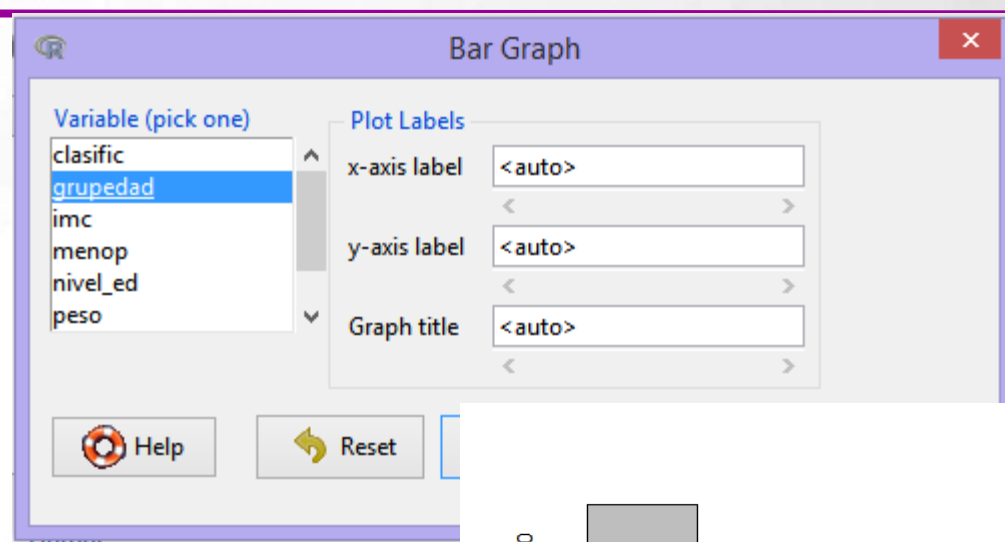 Bar Graph
Variable (pick one)
clasific
grupedad
imc
menop
nivel_ed
peso
Plot Labels
x-axis label <auto>
y-axis label <auto>
Graph title <auto>
Help
Reset